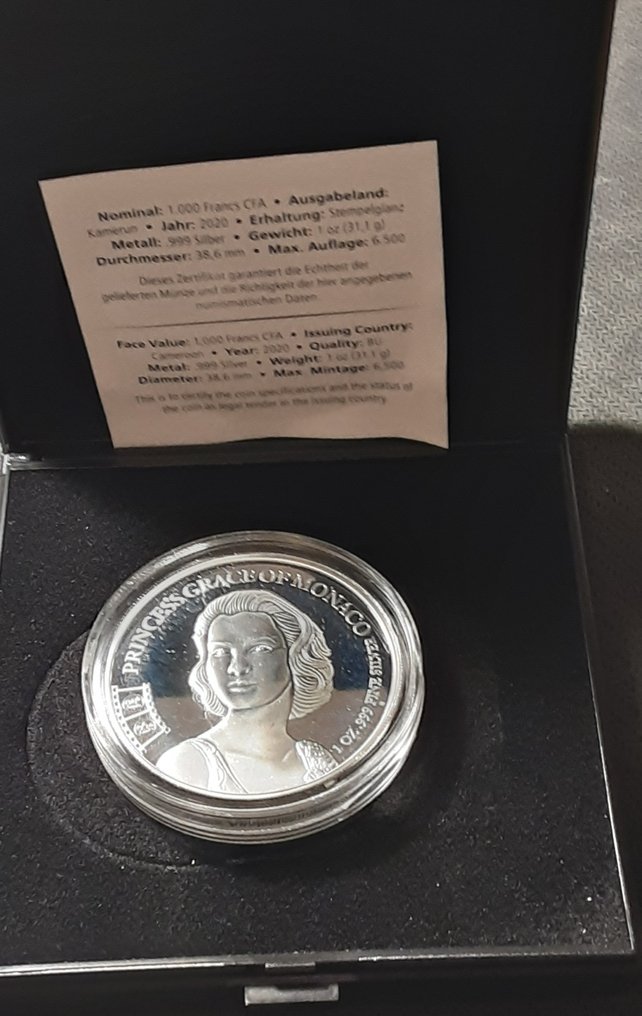 Nominal: 1.000 Francs CFA • Ausgabeland:
Kamerun • Jahr: 2020 • Erhaltung: Stempelglanz
Metall: .999 Silber • Gewicht: 1 oz (31,1 g)
Durchmesser: 38,6 mm • Max. Auflage: 6.500
Dieses Zertifikat garantiert die Echtheit der
gelieferten Münze und die Richtigkeit der hier angegebenen
numismatischen Daten.
Face Value: 1,000 Francs CFA • Issuing Country:
Cameroon • Year: 2020 • Quality: BU
Metal: .999 Silver • Weight: 1 oz (31.1 g)
Diameter: 38.6 mm • Max. Mintage: 6,500
This is to certify the coin specifications and the status of
the coin as legal tender in the issuing country.
PRINCESS GRACE OF MONACO
1 OZ. .999 FINE SILVER